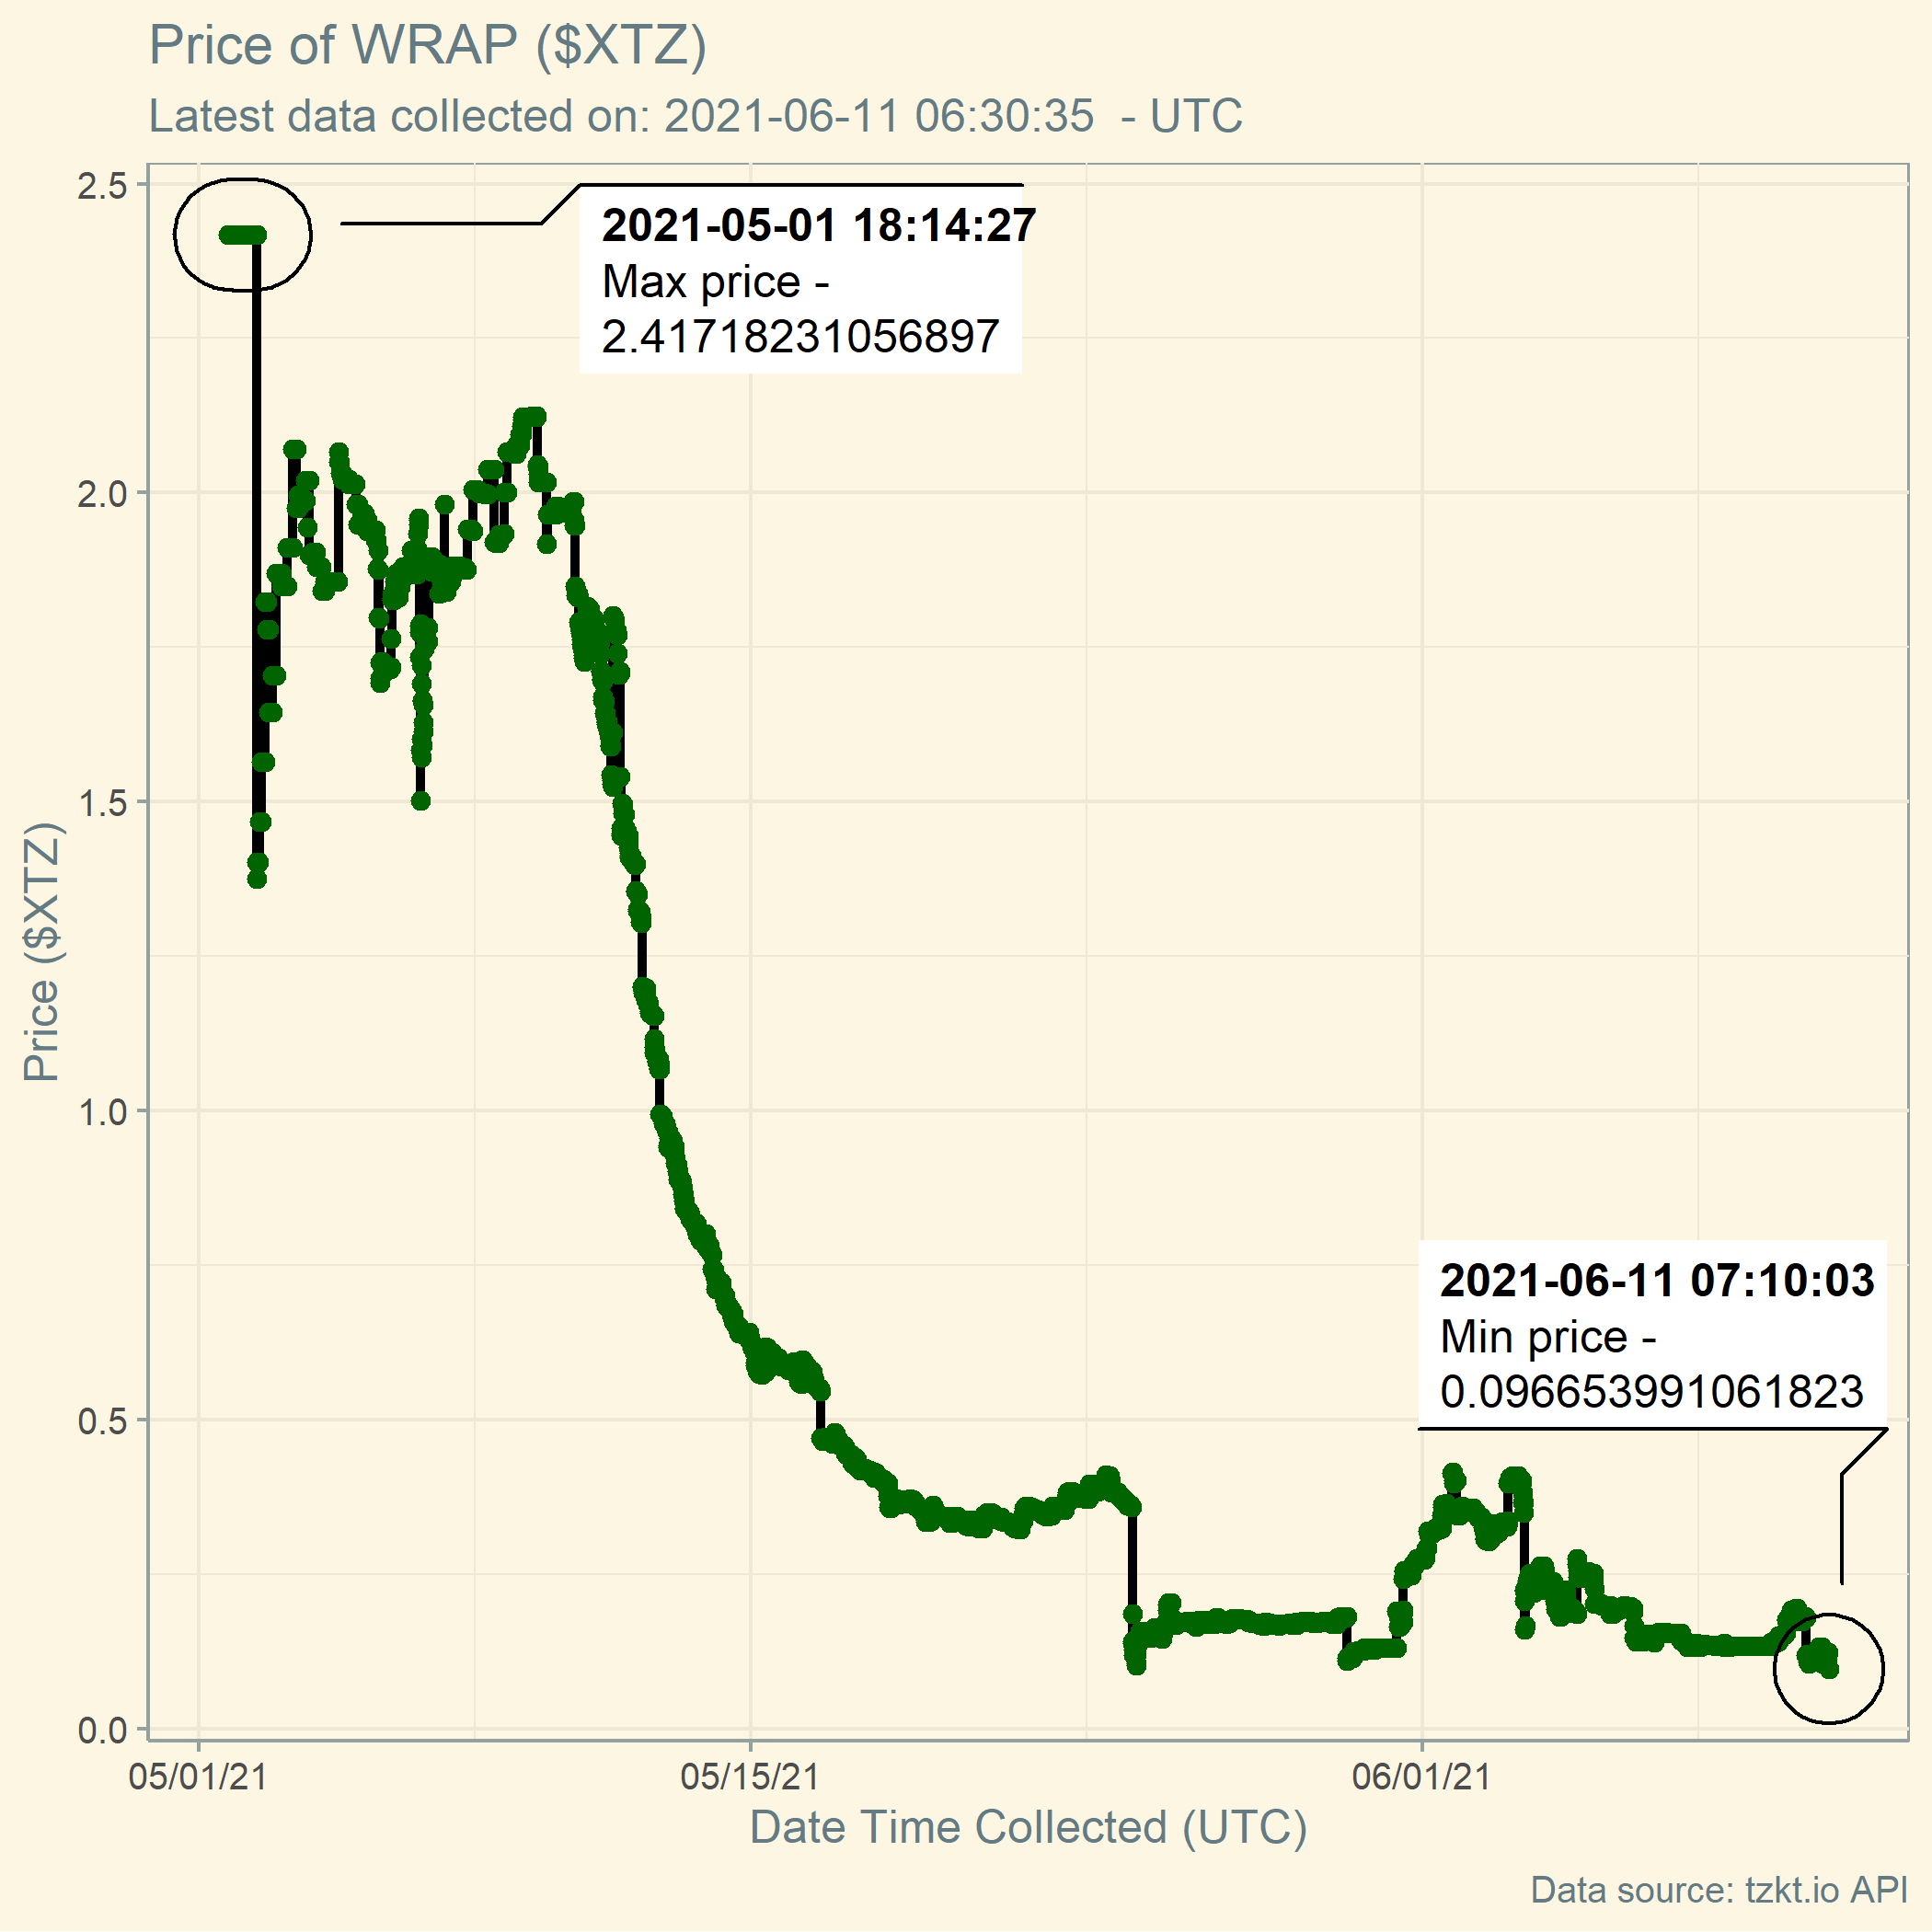 Price of WRAP ($XTZ)
Latest data collected on: 2021-06-11 06:30:35  - UTC
2.5
2021-05-01 18:14:27
Max price -
2.41718231056897
2.0
1.5
Price ($XTZ)
1.0
2021-06-11 07:10:03
Min price -
0.0966539910618​23
0.5
0.0
05/01/21
05/15/21
06/01/21
Date Time Collected (UTC)
Data source: tzkt.io API